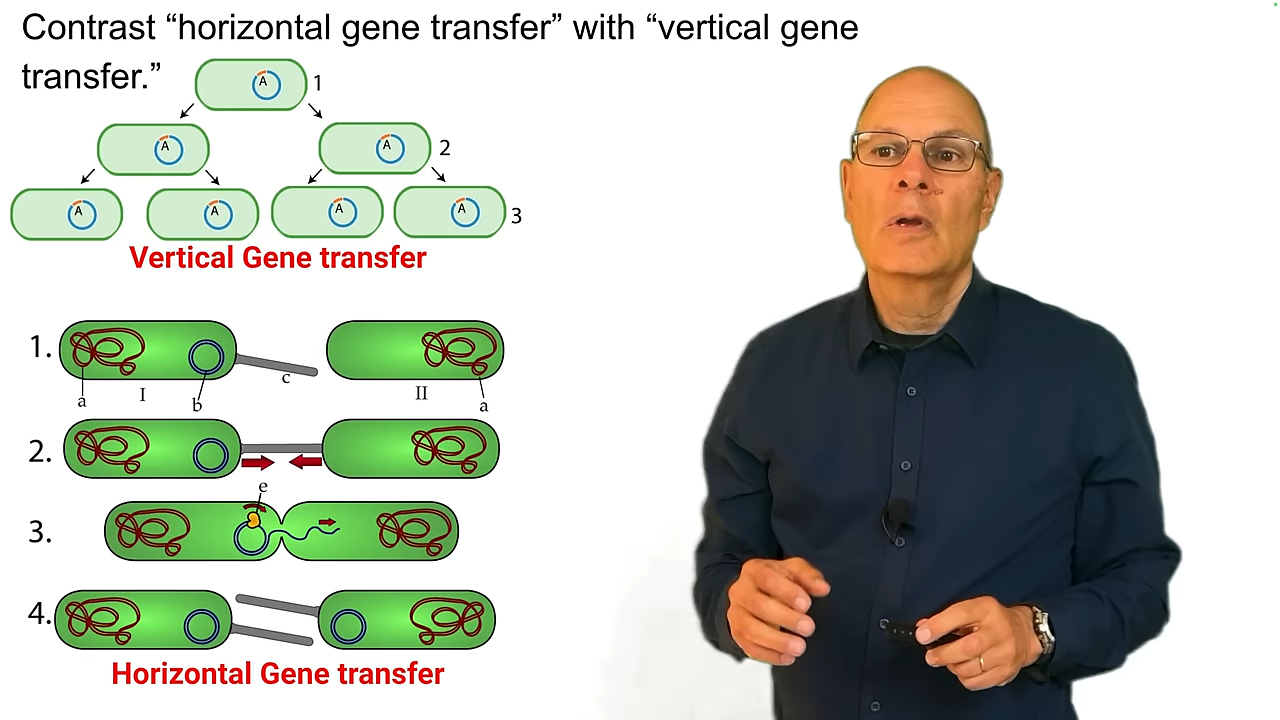 Contrast “horizontal gene transfer” with “vertical gene
transfer.”
A 1
A A 2
A A A A 3
Vertical Gene transfer
1. c
a I b II a
2.
e
3.
4.
Horizontal Gene transfer